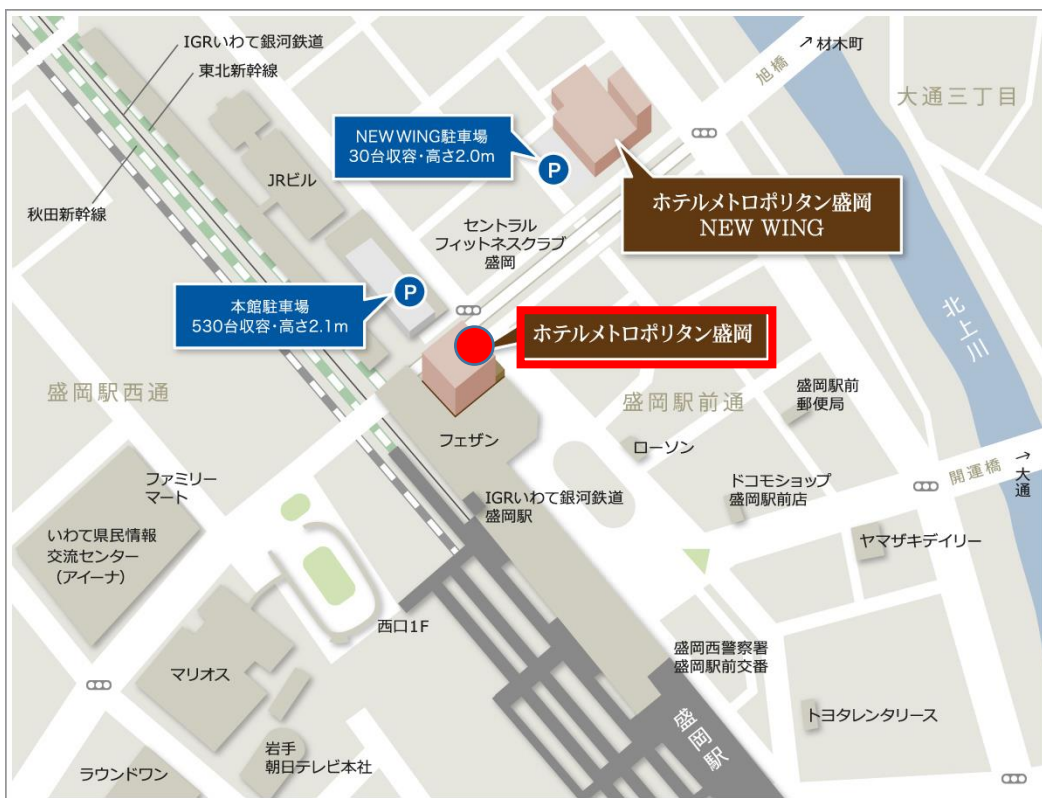 IGRいわて銀河鉄道
東北新幹線
秋田新幹線
↗材木町
旭橋
大通三丁目
NEW WING駐車場
30台収容・高さ2.0m
P
JRビル
ホテルメトロポリタン盛岡
NEW WING
セントラル
フィットネスクラブ
盛岡
本館駐車場
530台収容・高さ2.1m
P
ホテルメトロポリタン盛岡
北上川
盛岡駅西通
盛岡駅前通
盛岡駅前
郵便局
フェザン
ローソン
ファミリー
マート
IGRいわて銀河鉄道
盛岡駅
ドコモショップ
盛岡駅前店
開運橋
→大通
いわて県民情報
交流センター
(アイーナ)
ヤマザキデイリー
西口1F
盛岡西警察署
盛岡駅前交番
マリオス
盛岡駅
トヨタレンタリース
岩手
朝日テレビ本社
ラウンドワン